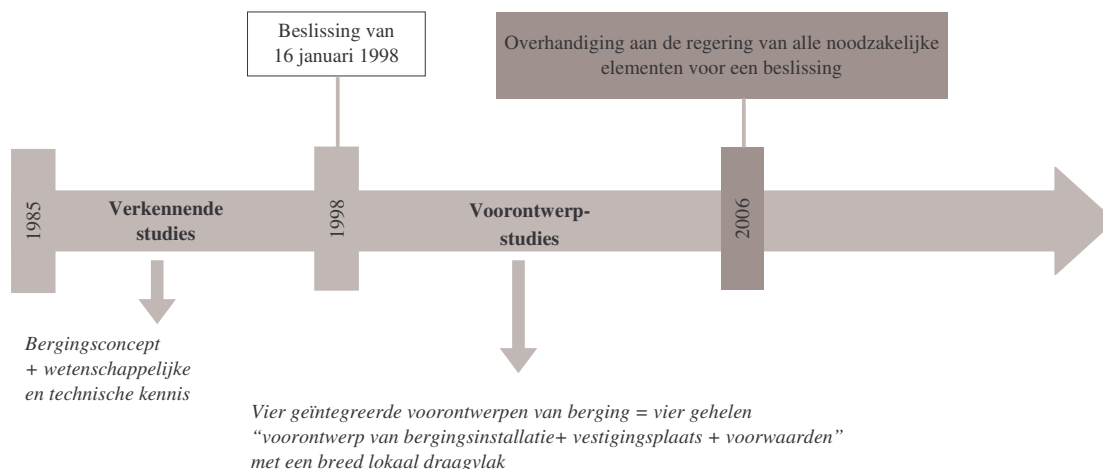 Beslissing van
16 januari 1998
Overhandiging aan de regering van alle noodzakelijke
elementen voor een beslissing
1985
Verkennende
studies
1998
Voorontwerp-
studies
2006
Bergingsconcept
+ wetenschappelijke
en technische kennis
Vier geïntegreerde voorontwerpen van berging = vier gehelen
“voorontwerp van bergingsinstallatie+ vestigingsplaats + voorwaarden”
met een breed lokaal draagvlak